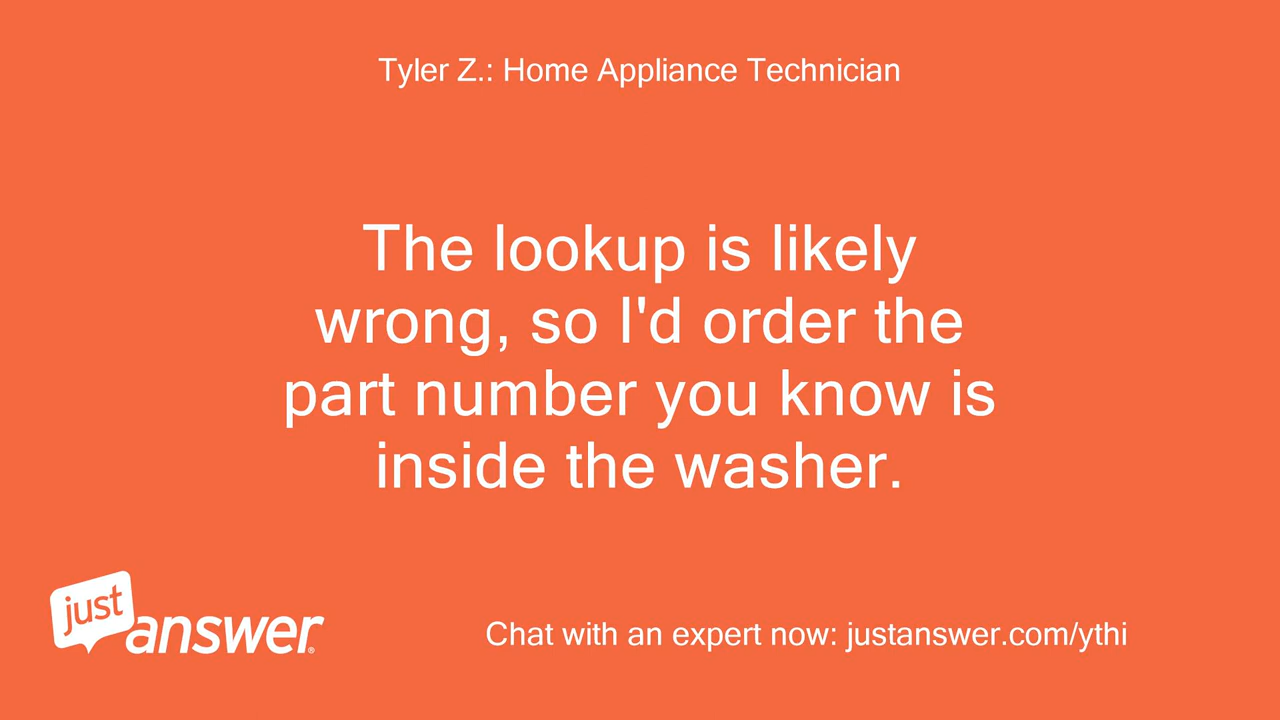 Tyler Z.: Home Appliance Technician
The lookup is likely
wrong, so I'd order the
part number you know is
inside the washer.
just
answer®
Chat with an expert now: justanswer.com/ythi